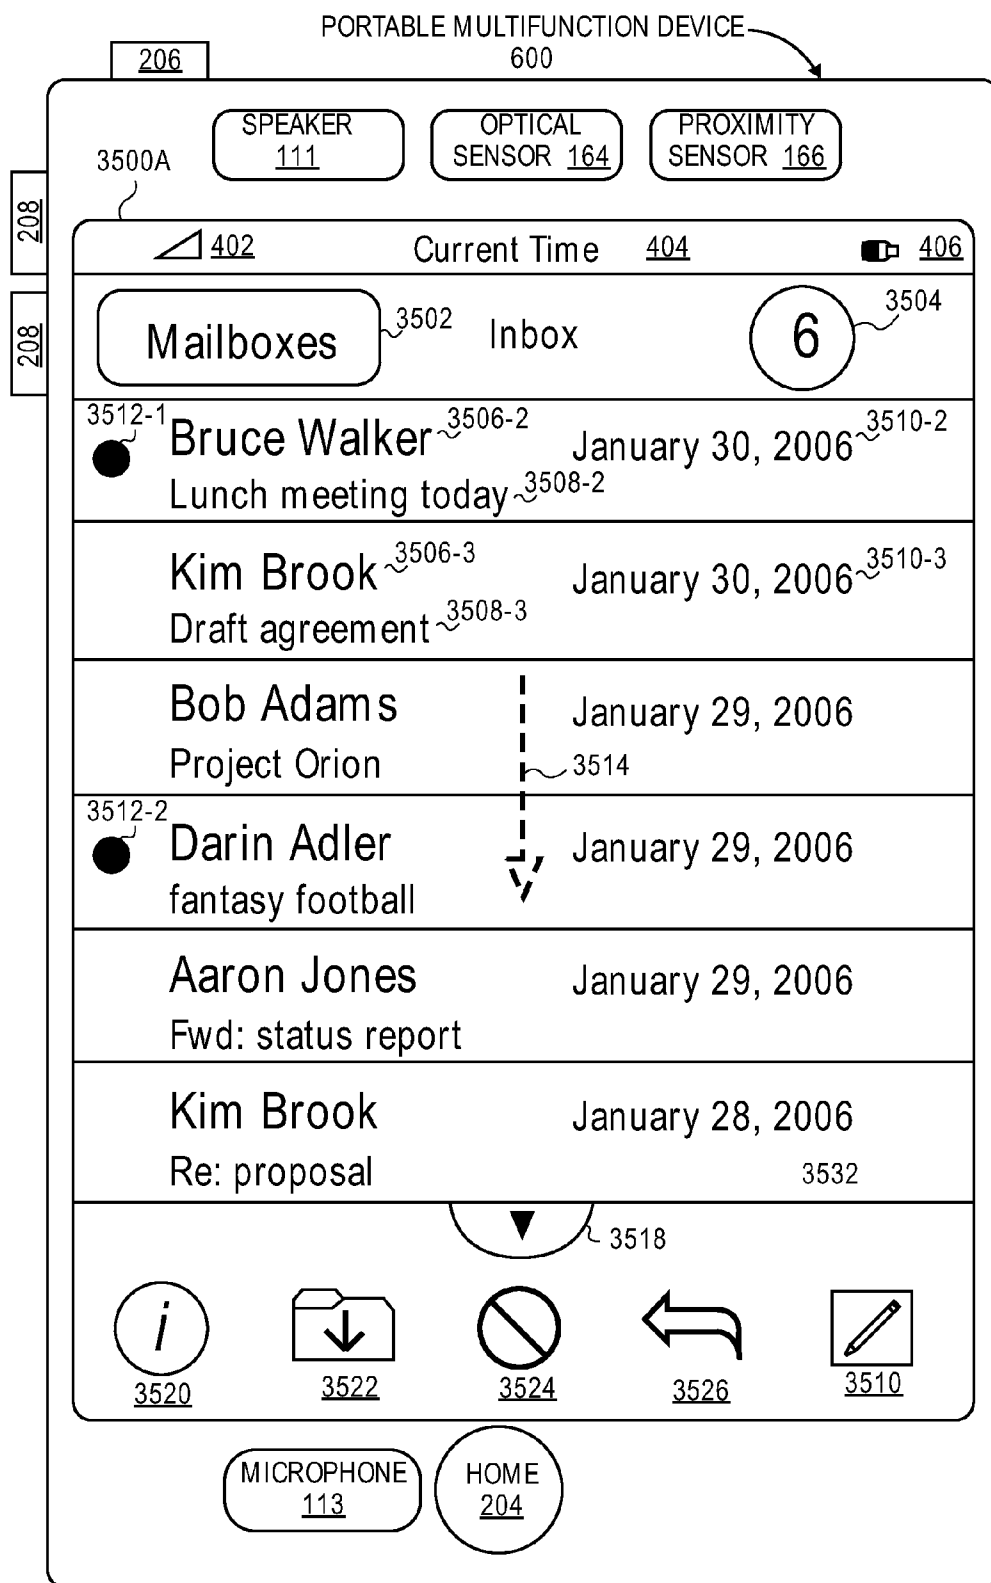 PORTABLE MULTIFUNCTION DEVICE
600
206
SPEAKER
111
OPTICAL
SENSOR 164
PROXIMITY
SENSOR 166
3500A
208
208
402 Current Time 404 406
Mailboxes 3502 Inbox 6 3504
3512-1 Bruce Walker 3506-2 January 30, 2006 3510-2
Lunch meeting today 3508-2
Kim Brook 3506-3 January 30, 2006 3510-3
Draft agreement 3508-3
Bob Adams January 29, 2006
Project Orion 3514
3512-2 Darin Adler January 29, 2006
fantasy football
Aaron Jones January 29, 2006
Fwd: status report
Kim Brook January 28, 2006
Re: proposal 3532
3518
i
3520 3522 3524 3526 3510
MICROPHONE
113
HOME
204